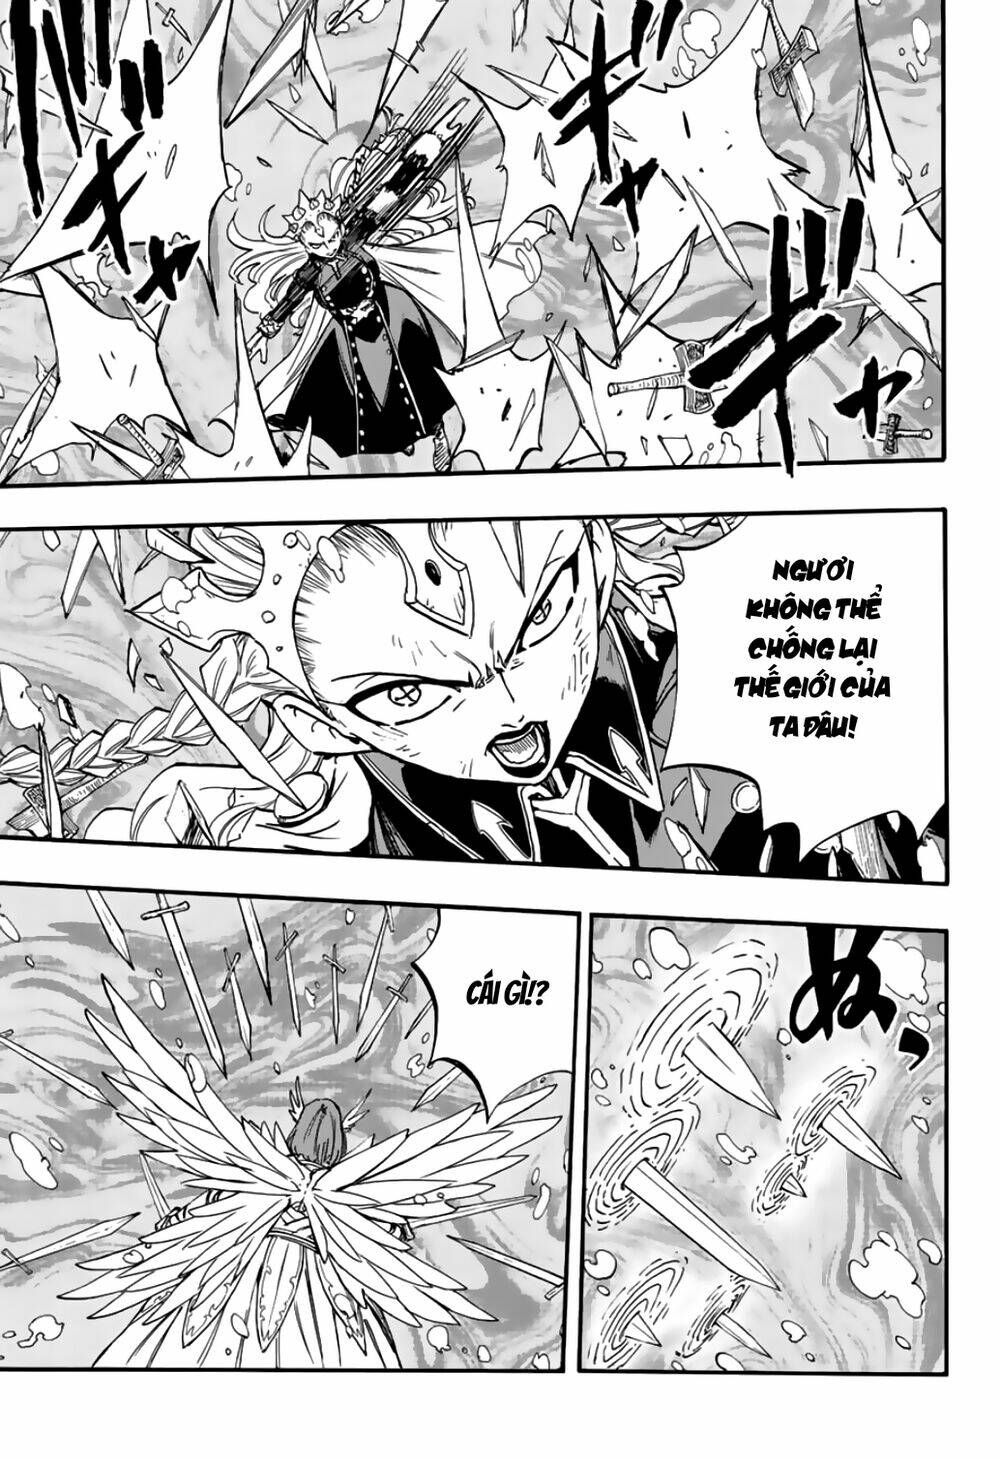 ギャ
ギャ
ギャ
NGƯƠI
KHÔNG THỂ
CHỐNG LẠI
THẾ GIỚI CỦA
TA ĐÂU!
ぬ、
CÁI GÌ!?